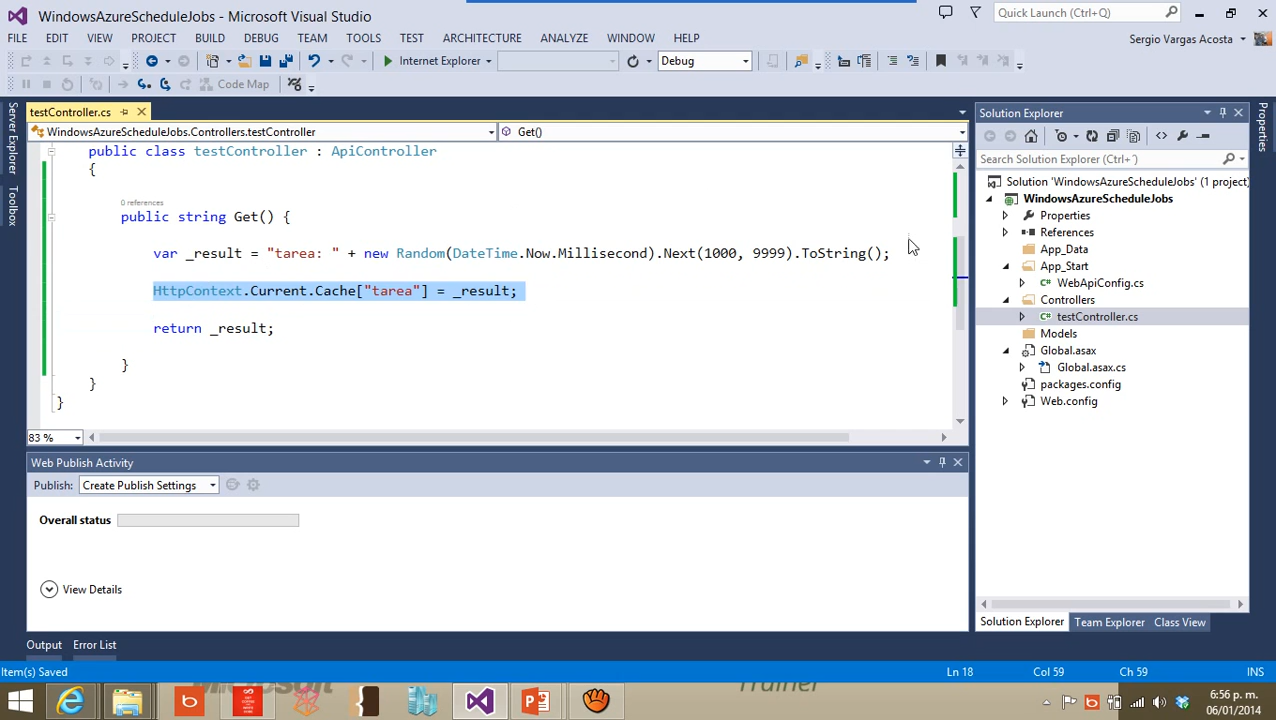 WindowsAzureScheduleJobs - Microsoft Visual Studio
Quick Launch (Ctrl+Q)
FILE EDIT VIEW PROJECT BUILD DEBUG TEAM TOOLS TEST ARCHITECTURE ANALYZE WINDOW HELP
Sergio Vargas Acosta
Internet Explorer
Debug
Code Map
Server Explorer
Toolbox
testController.cs
WindowsAzureScheduleJobs.Controllers.testController
Get()
public class testController : ApiController
{
0 references
public string Get() {
var _result = "tarea: " + new Random(DateTime.Now.Millisecond).Next(1000, 9999).ToString();
HttpContext.Current.Cache["tarea"] = _result;
return _result;
}
}
}
83 %
Web Publish Activity
Publish: Create Publish Settings
Overall status
View Details
Output Error List
Solution Explorer
Search Solution Explorer (Ctrl+´)
Solution 'WindowsAzureScheduleJobs' (1 project)
WindowsAzureScheduleJobs
Properties
References
App_Data
App_Start
C# WebApiConfig.cs
Controllers
C# testController.cs
Models
Global.asax
Global.asax.cs
packages.config
Web.config
Solution Explorer Team Explorer Class View
Properties
Item(s) Saved
Ln 18
Col 59
Ch 59
INS
Microsoft
Trainer
6:56 p. m.
06/01/2014